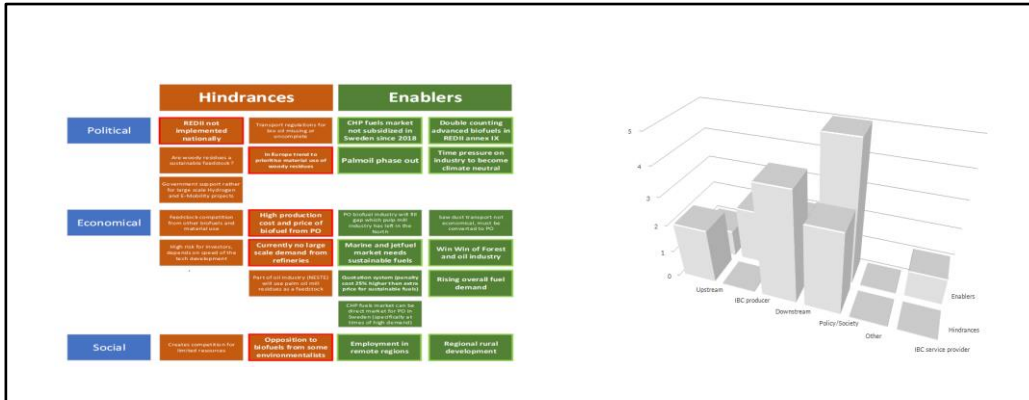 Hindrances
Enablers
Political
REDII not
implemented
nationally
Transport regulations for
bio oil missing or
uncomplete
CHP fuels market
not subsidized in
Sweden since 2018
Double counting
advanced biofuels in
REDII annex IX
Are woody residues a
sustainable feedstock ?
In Europe trend to
prioritise material use of
woody residues
Palmoil phase out
Time pressure on
industry to become
climate neutral
Government support rather
for large scale Hydrogen
and E-Mobility projects
Economical
Feedstock competition
from other biofuels and
material use
High production
cost and price of
biofuel from PO
PO biofuel industry will fill
gap which pulp mill
industry has left in the
North
Saw dust transport not
economical, must be
converted to PO
High risk for investors,
depends on speed of the
tech development
Currently no large
scale demand from
refineries
Marine and jetfuel
market needs
sustainable fuels
Win Win of Forest
and oil industry
Part of oil industry (NESTE)
will use palm oil mill
residues as a feedstock
Quotation system (penalty
cost 25% higher then extra
price for sustainable fuels)
Rising overall fuel
demand
CHP fuels market can be
direct market for PO in
Sweden (specifically at
times of high demand)
Social
Creates competition for
limited resources
Opposition to
biofuels from some
environmentalists
Employment in
remote regions
Regional rural
development
5
4
3
2
1
0
Upstream
IBC producer
Downstream
Policy/Society
Other
IBC service provider
Enablers
Hindrances